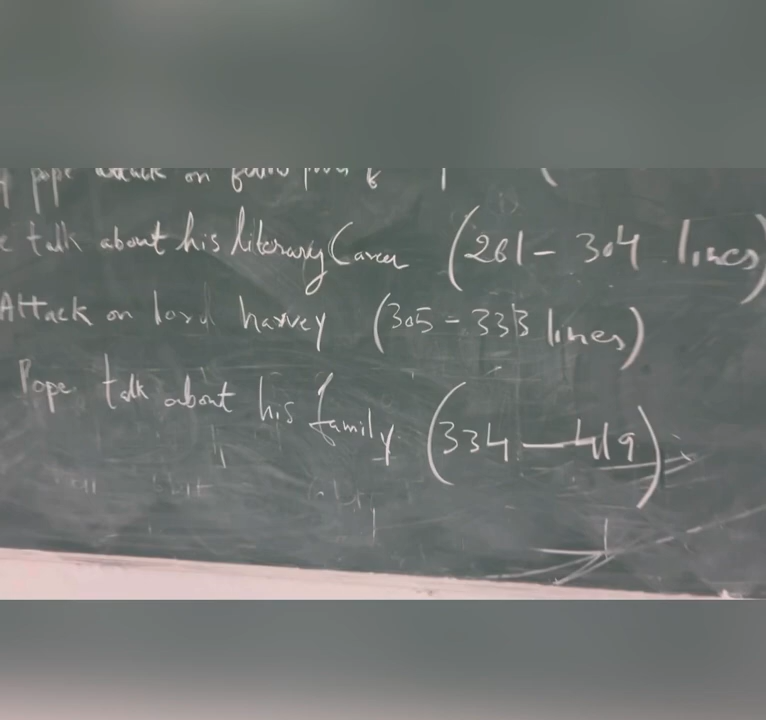 pope attack on
talk about his literary Career (261 - 304 lines)
Attack on lord harvey (305 - 333 lines)
Pope talk about his family (334 - 419)